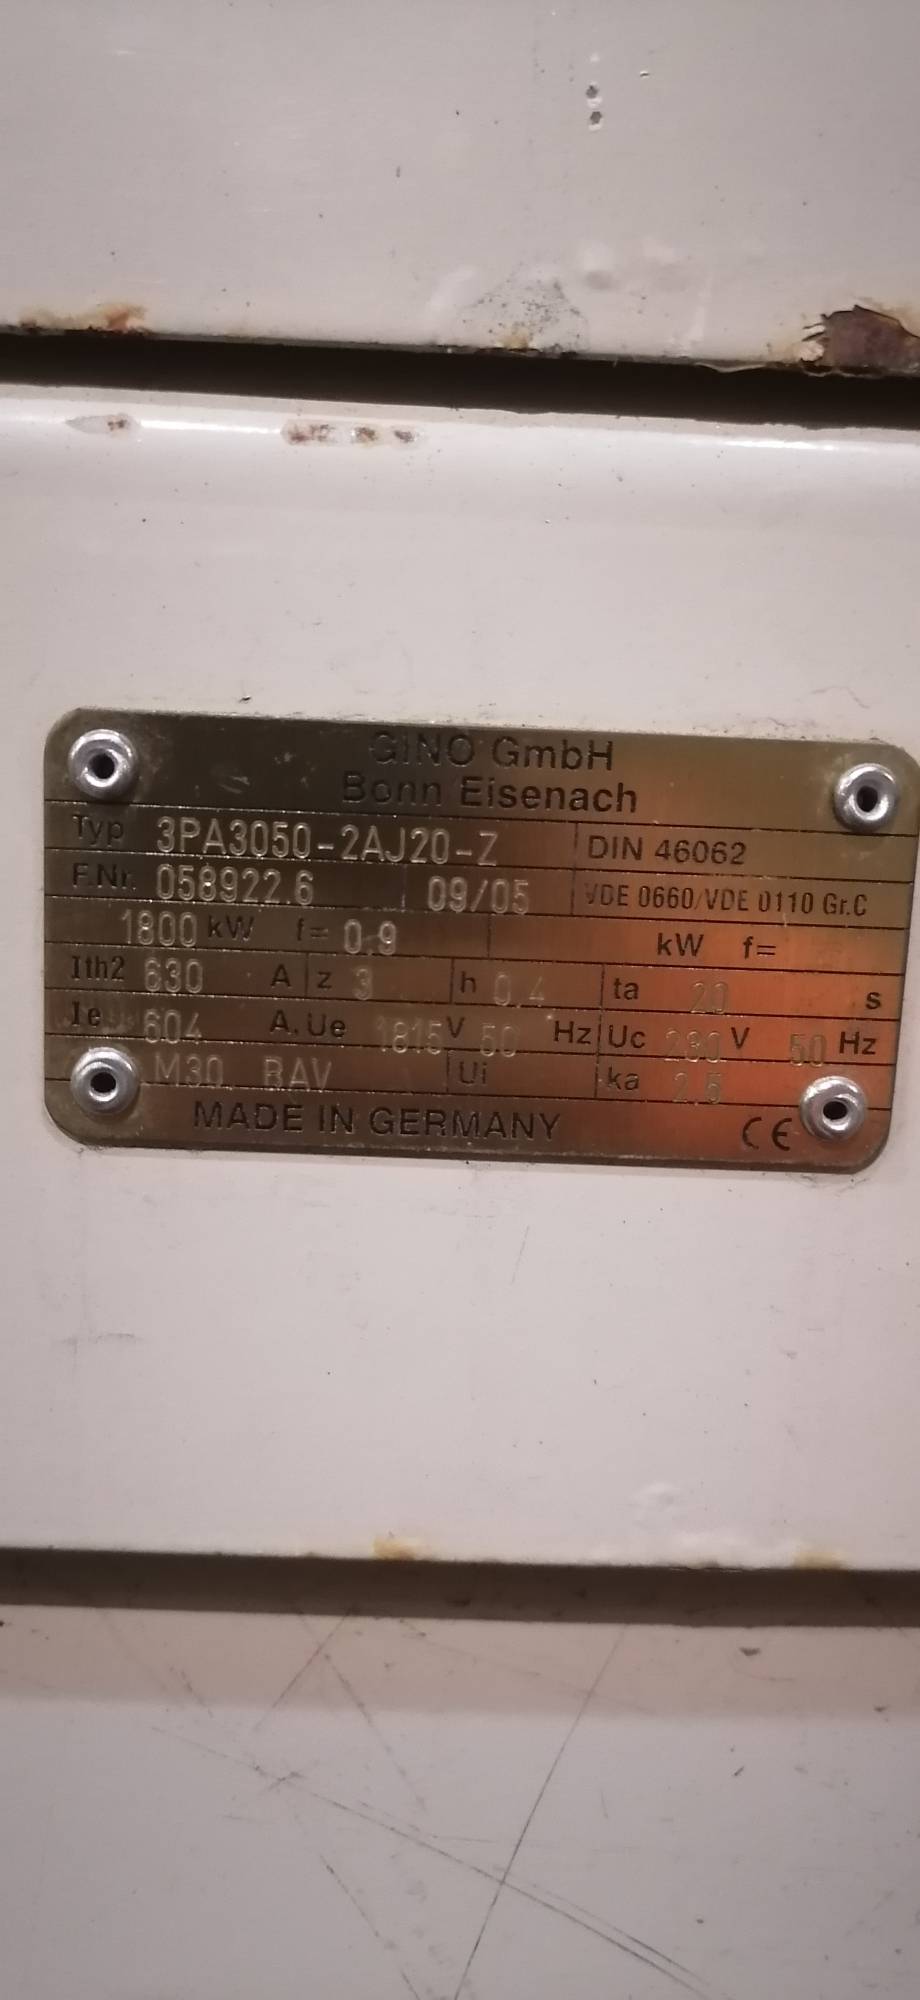 GINO GmbH
Bonn Eisenach
Typ 3PA3050-2AJ20-Z DIN 46062
F.Nr. 058922.6 09/05 VDE 0660/VDE 0110 Gr.C
1800 kW f= 0.9 kW f=
Ith2 630 A z 3 h 0.4 ta 20 s
Ie 604 A. Ue 1815 V 50 Hz Uc 230 V 50 Hz
M30 RAV Ui ka 2.5
MADE IN GERMANY CE